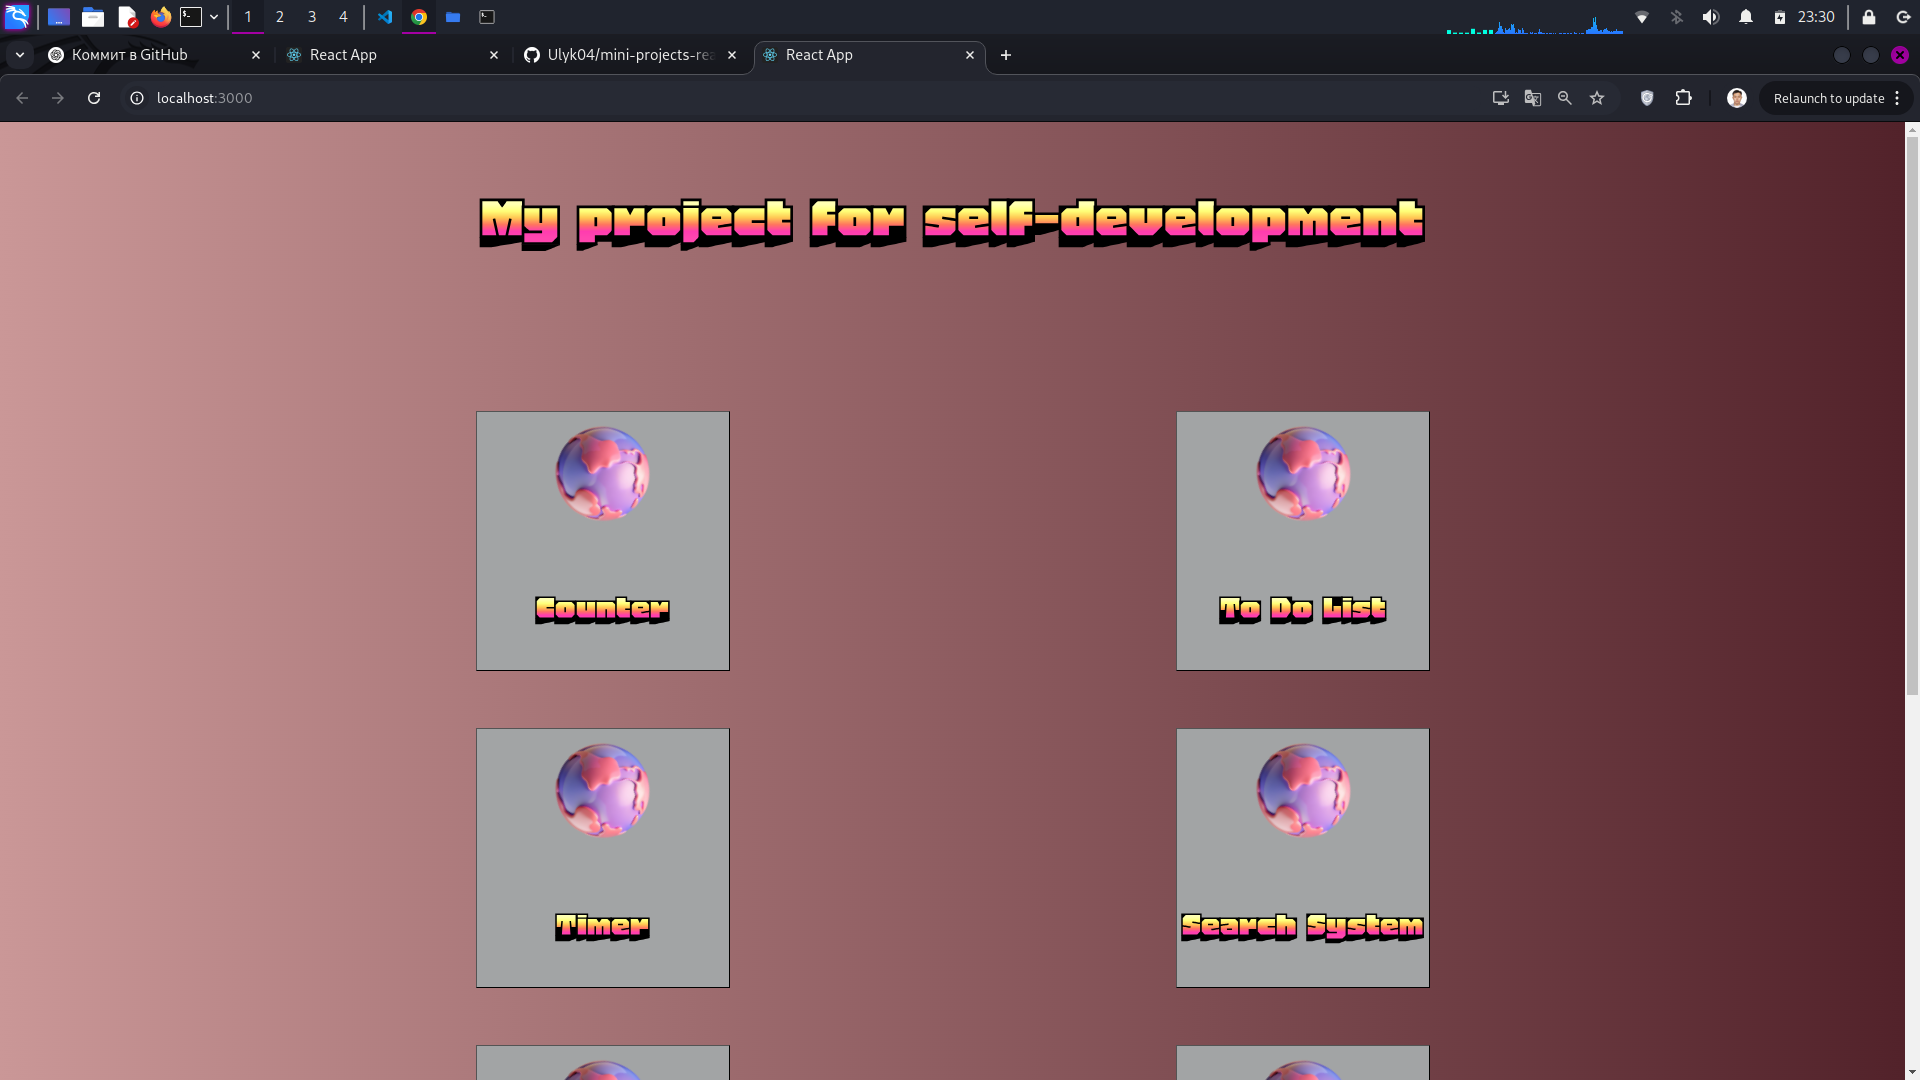 1 2 3 4 23:30
Коммит в GitHub React App Ulyk04/mini-projects-rea React App
localhost:3000 Relaunch to update
My project for self-development
Counter To Do List
Timer Search System